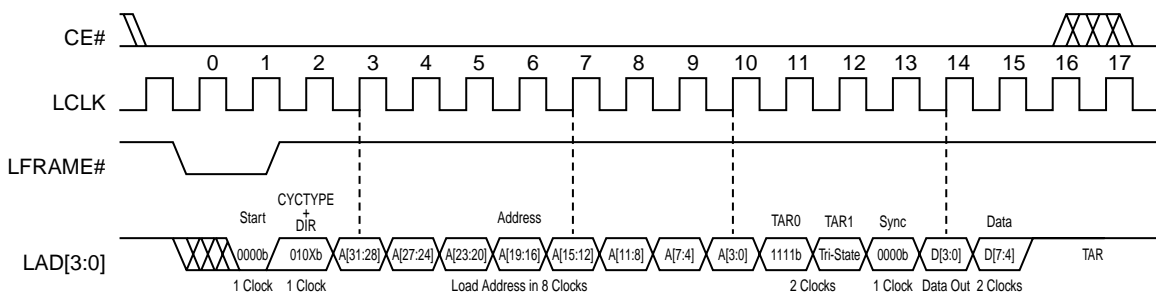 CE#
0 1 2 3 4 5 6 7 8 9 10 11 12 13 14 15 16 17
LCLK
LFRAME#
CYCTYPE
+
DIR
Start Address TAR0 TAR1 Sync Data
LAD[3:0] 0000b 010Xb A[31:28] A[27:24] A[23:20] A[19:16] A[15:12] A[11:8] A[7:4] A[3:0] 1111b Tri-State 0000b D[3:0] D[7:4] TAR
1 Clock 1 Clock Load Address in 8 Clocks 2 Clocks 1 Clock Data Out 2 Clocks